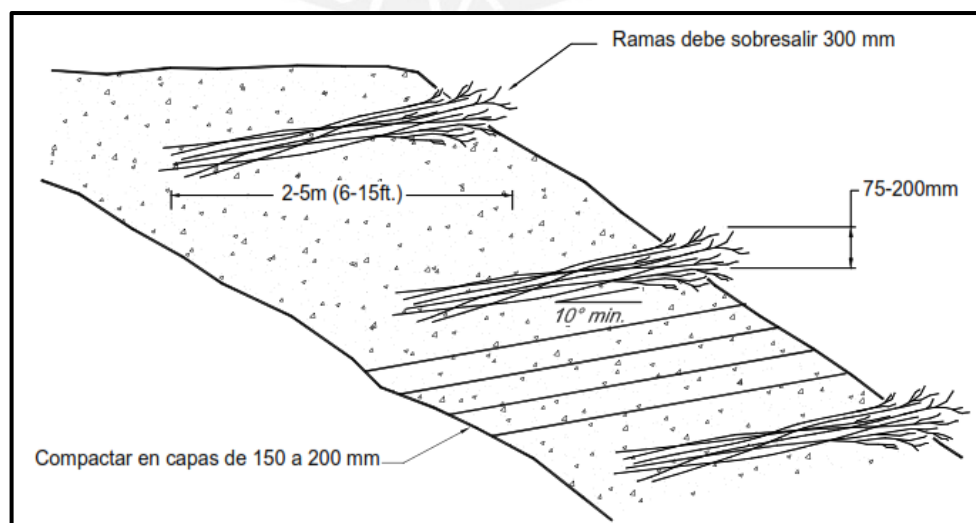 Ramas debe sobresalir 300 mm
2-5m (6-15ft.)
75-200mm
10° min.
Compactar en capas de 150 a 200 mm